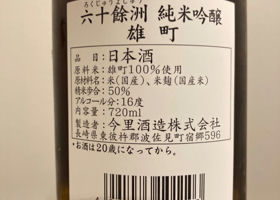 ろくじゅうよしゅう
六十餘洲 純米吟醸
雄町
品目:日本酒
原料米:雄町100%使用
原材料名:米(国産)、米麹(国産米)
精米歩合:50%
アルコール分:16度
内容量:720ml
製造者:今里酒造株式会社
長崎県東彼杵郡波佐見町宿郷596
*お酒は20歳になってから。